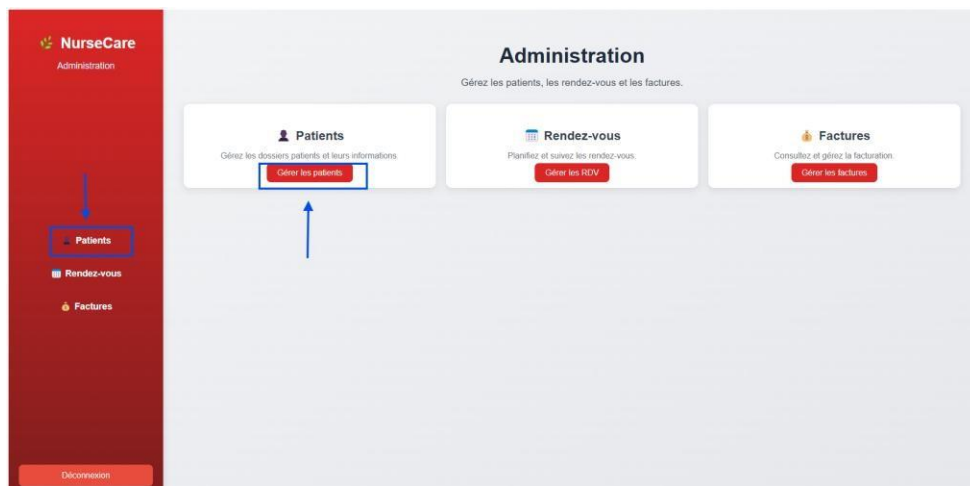 NurseCare
Administration
Patients
Rendez-vous
Factures
Déconnexion
Administration
Gérez les patients, les rendez-vous et les factures.
Patients
Gérez les dossiers patients et leurs informations
Gérer les patients
Rendez-vous
Planifiez et suivez les rendez-vous.
Gérer les RDV
Factures
Consultez et gérez la facturation
Gérer les factures